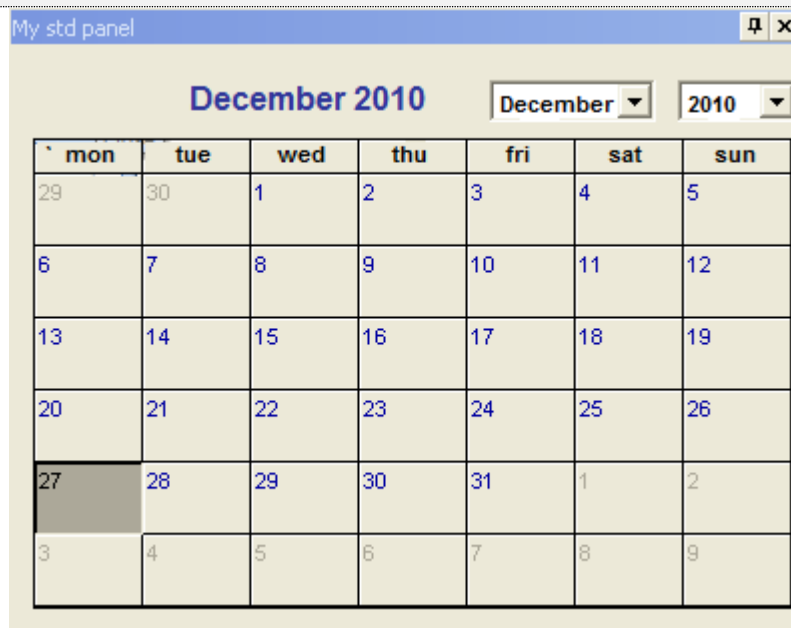 My std panel
December 2010 December 2010
mon tue wed thu fri sat sun
29 30 1 2 3 4 5
6 7 8 9 10 11 12
13 14 15 16 17 18 19
20 21 22 23 24 25 26
27 28 29 30 31 1 2
3 4 5 6 7 8 9